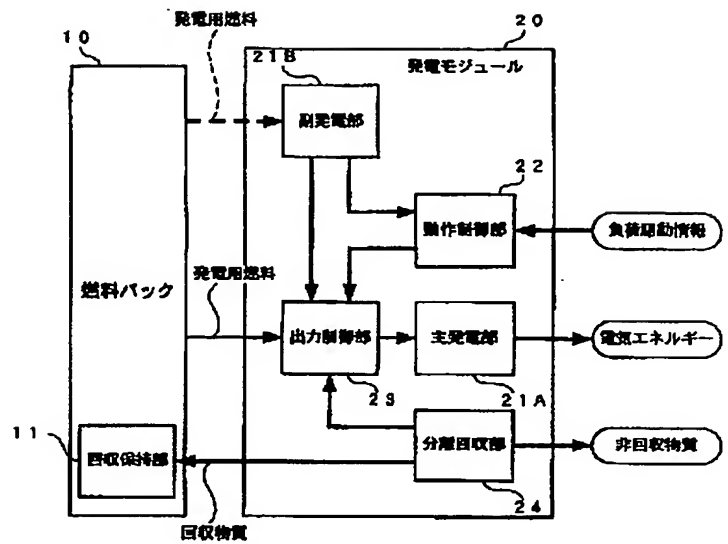 発電用燃料
10
20
21B
発電モジュール
副発電部
22
動作制御部
負荷駆動情報
燃料パック
発電用燃料
出力制御部
主発電部
電気エネルギー
23
21A
11
回収保持部
分離回収部
非回収物質
24
回収物質